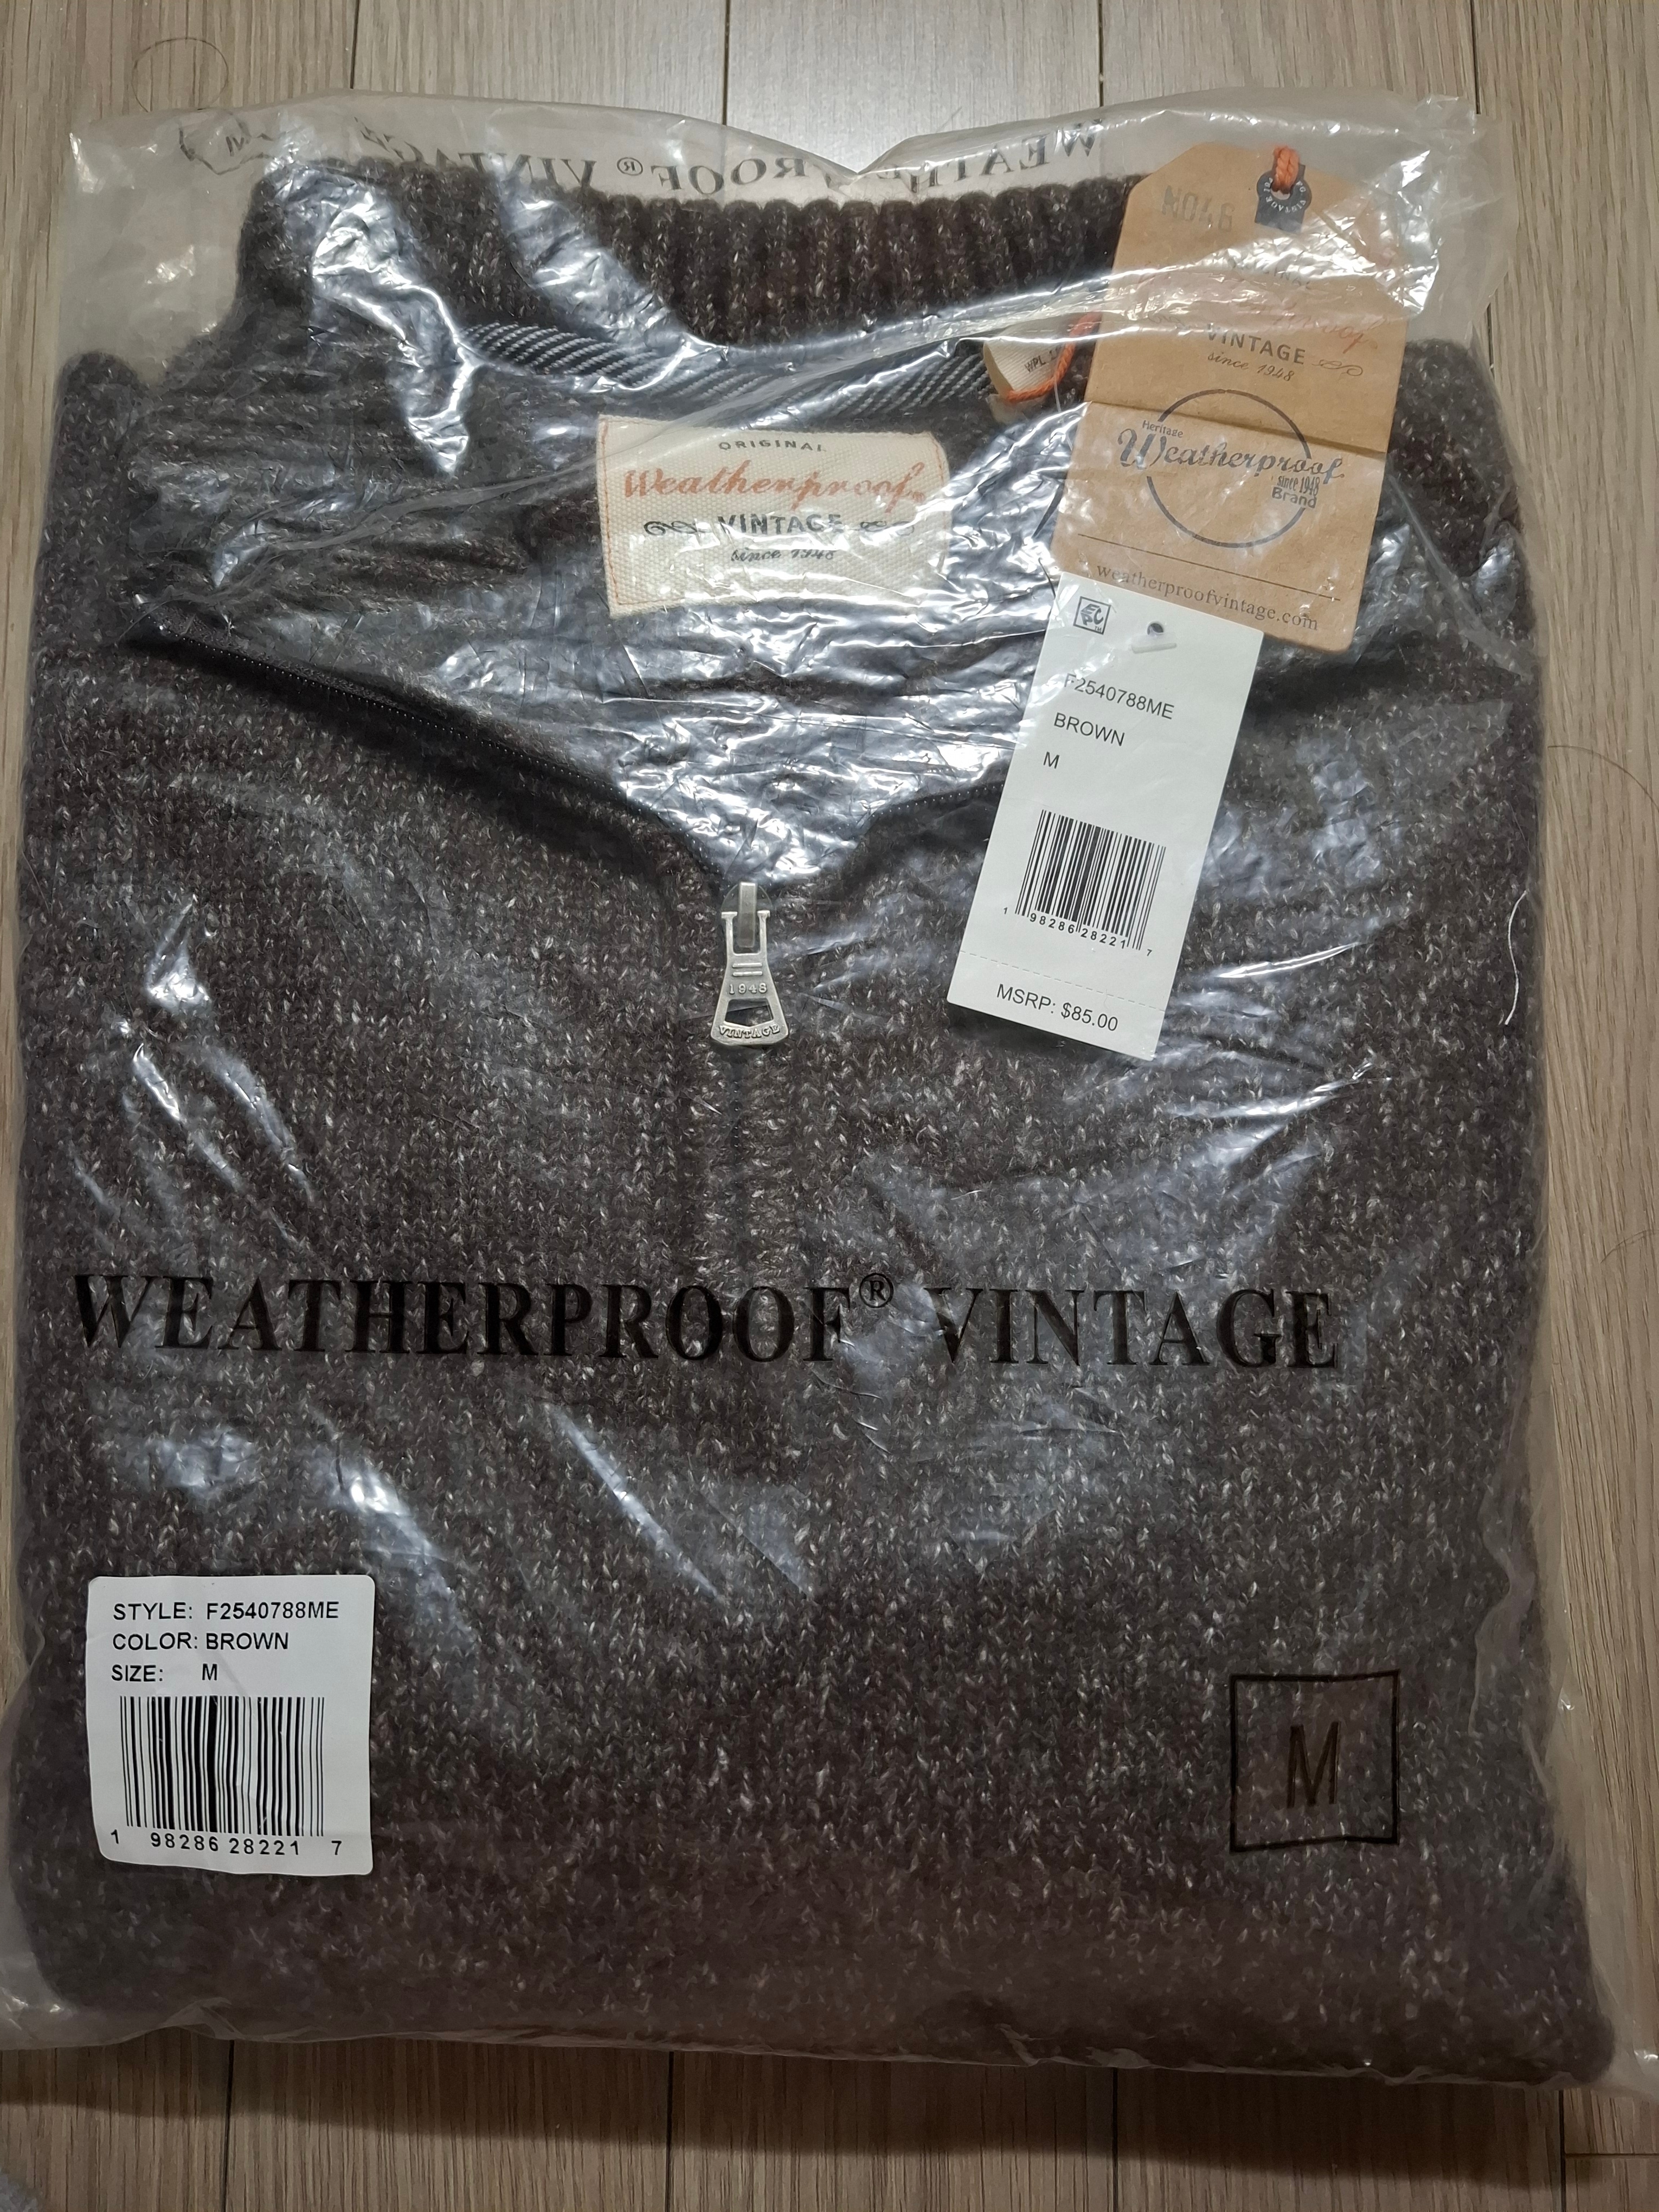 WEATHERPROOF® VINTAGE
M
NO48
VINTAGE
since 1948
Heritage
Weatherproof
since 1948
Brand
weatherproofvintage.com
WPL
ORIGINAL
Weatherproof
VINTAGE
since 1948
F2540788ME
BROWN
M
1 98286 28221 7
MSRP: $85.00
1948
VINTAGE
WEATHERPROOF® VINTAGE
STYLE: F2540788ME
COLOR: BROWN
SIZE: M
1 98286 28221 7
M